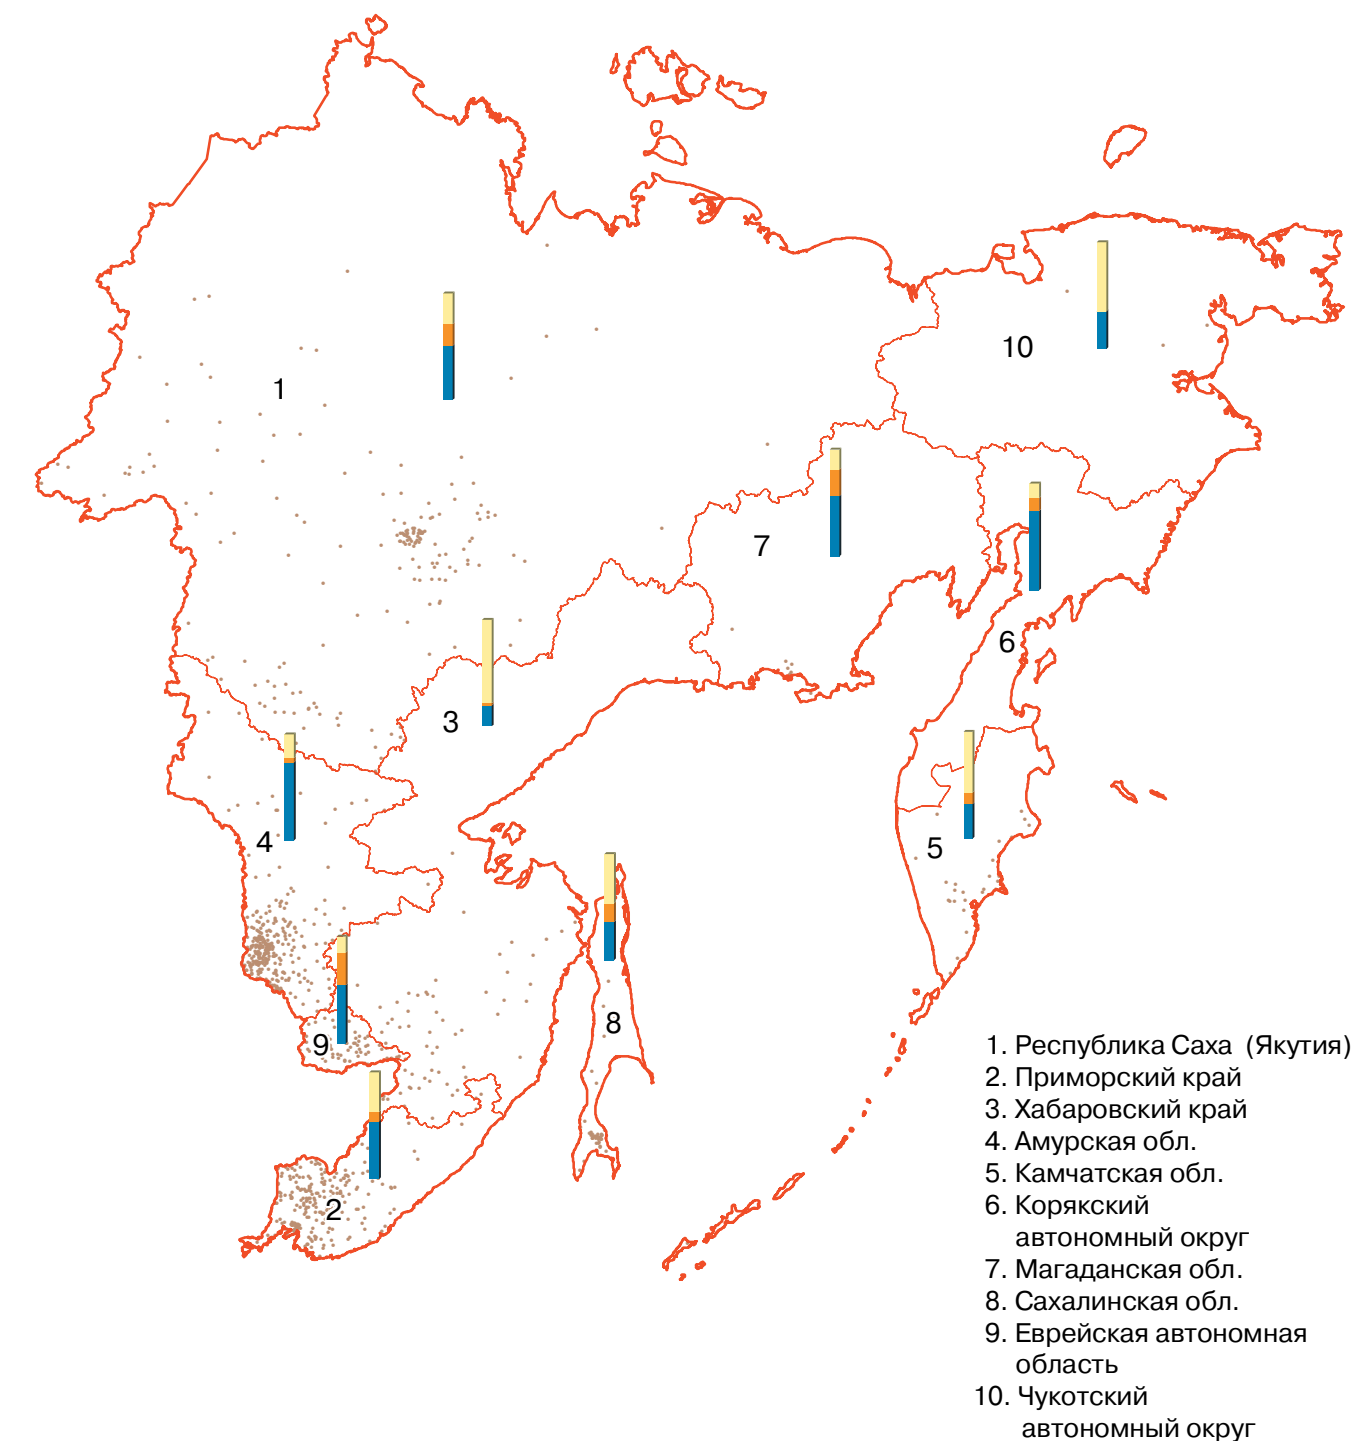 1
10
7
6
3
4
5
8
9
2
1. Республика Саха (Якутия)
2. Приморский край
3. Хабаровский край
4. Амурская обл.
5. Камчатская обл.
6. Корякский
автономный округ
7. Магаданская обл.
8. Сахалинская обл.
9. Еврейская автономная
область
10. Чукотский
автономный округ